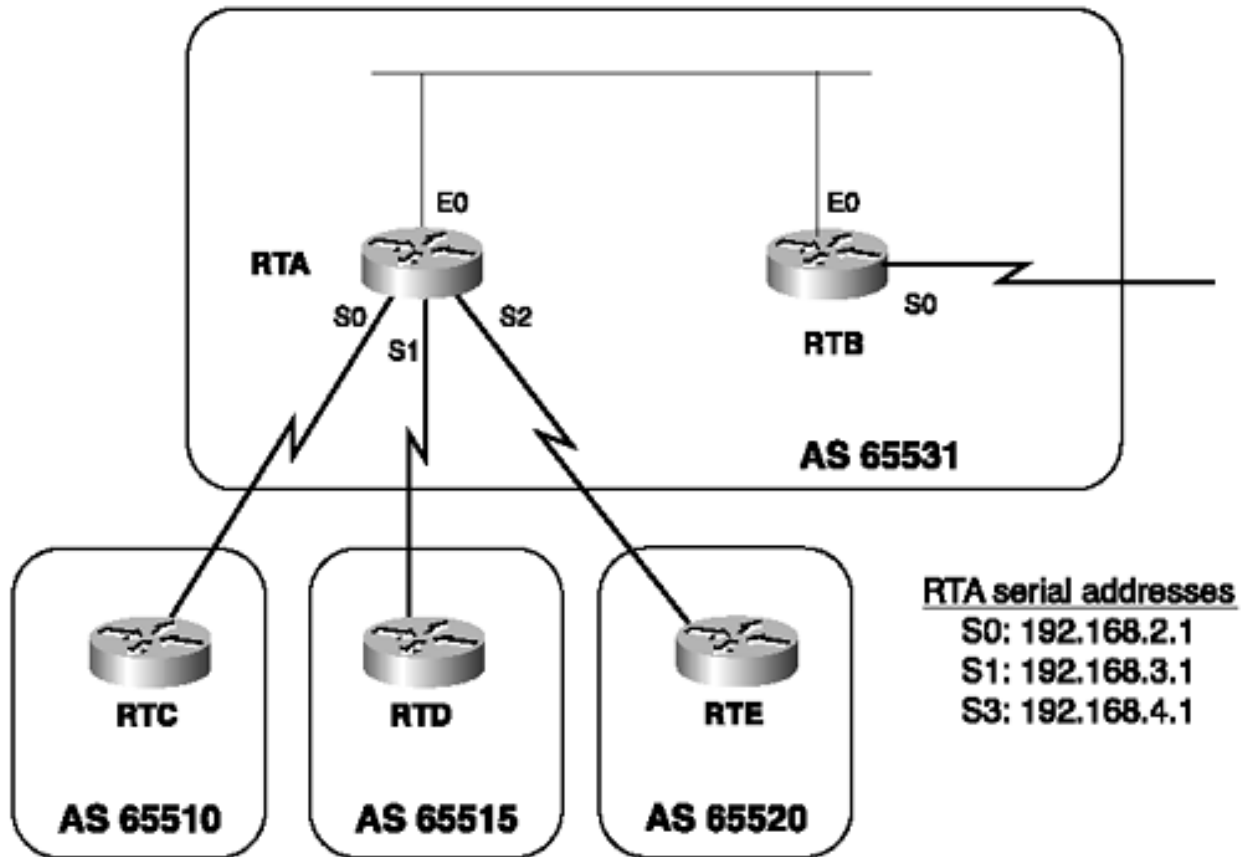 E0
E0
RTA
S0
S1
S2
S0
RTB
AS 65531
RTC
RTD
RTE
AS 65510
AS 65515
AS 65520
RTA serial addresses
S0: 192.168.2.1
S1: 192.168.3.1
S3: 192.168.4.1